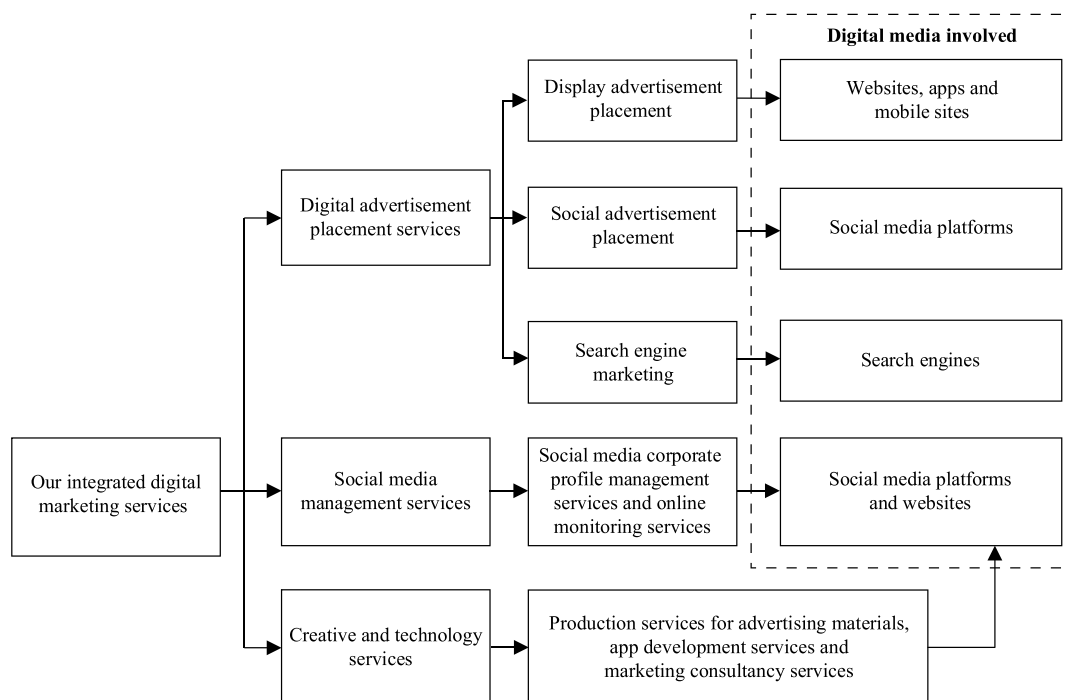 Digital media involved
Display advertisement
placement
Websites, apps and
mobile sites
Digital advertisement
placement services
Social advertisement
placement
Social media platforms
Search engine
marketing
Search engines
Our integrated digital
marketing services
Social media
management services
Social media corporate
profile management
services and online
monitoring services
Social media platforms
and websites
Creative and technology
services
Production services for advertising materials,
app development services and
marketing consultancy services